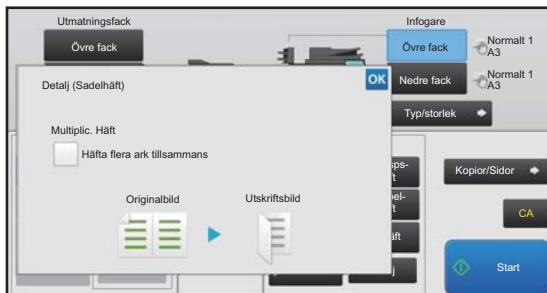 Utmatningsfack
Infogare
Övre fack
Övre fack
Normalt 1
A3
Detalj (Sadelhäft)
OK
Nedre fack
Normalt 1
A3
Typ/storlek
Multiplic. Häft
Häfta flera ark tillsammans
Kopior/Sidor
Originalbild
Utskriftsbild
CA
Start